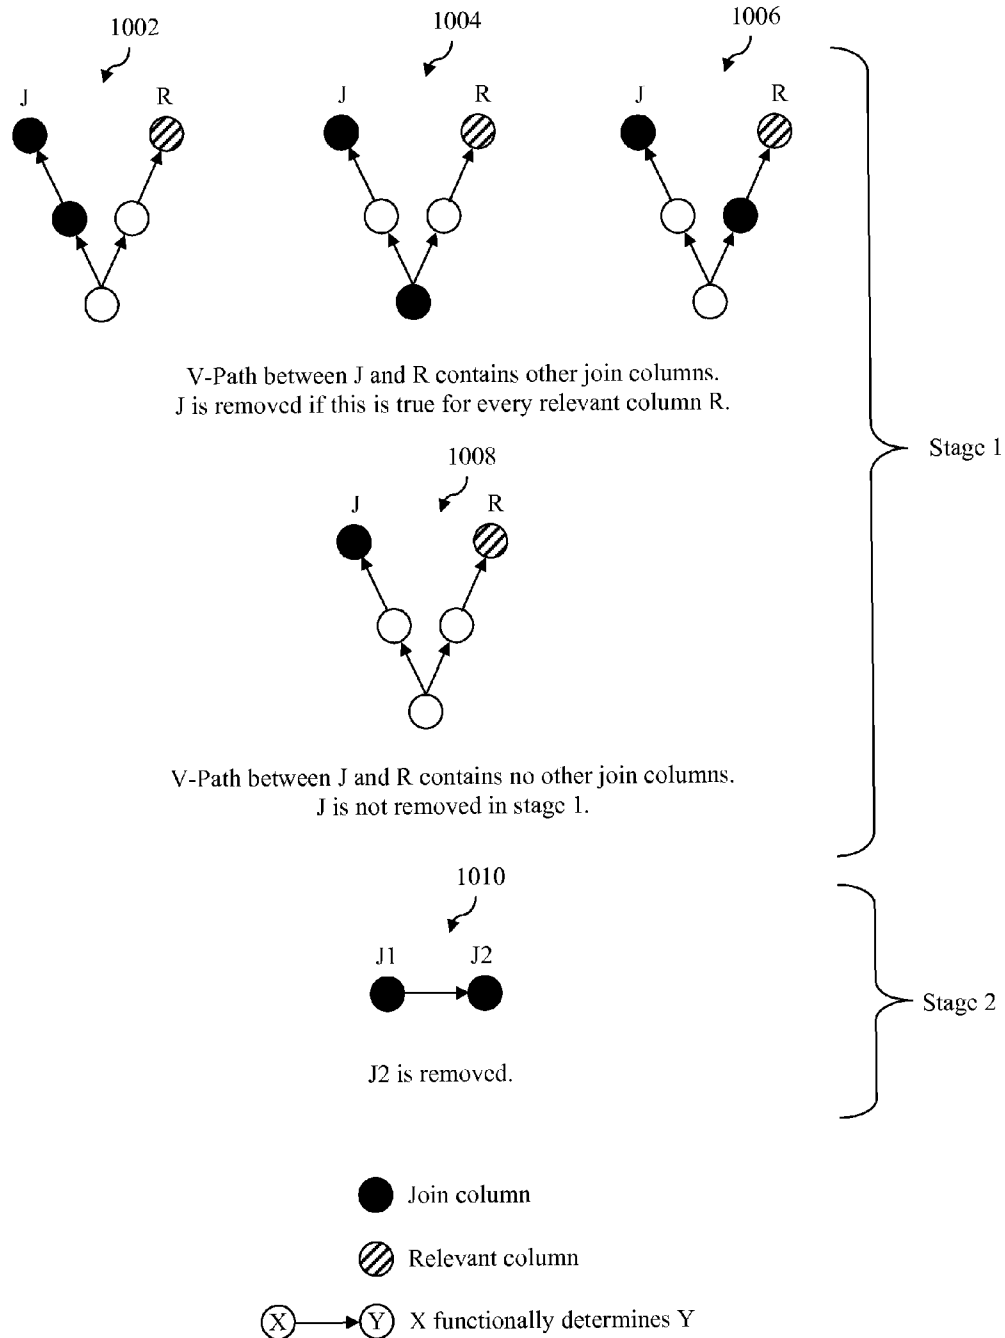 1002
1004
1006
J R
J R
J R
V-Path between J and R contains other join columns.
J is removed if this is true for every relevant column R.
Stage 1
1008
J R
V-Path between J and R contains no other join columns.
J is not removed in stage 1.
1010
J1 J2
Stage 2
J2 is removed.
Join column
Relevant column
X Y X functionally determines Y